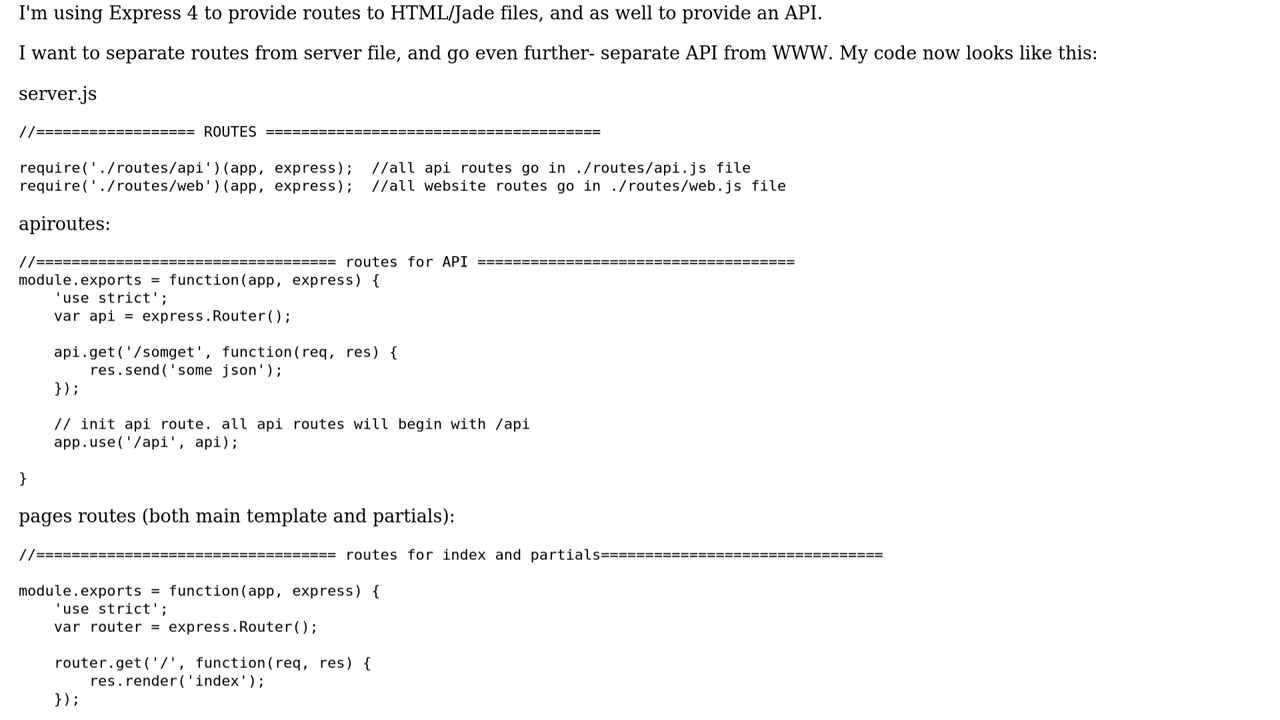 I'm using Express 4 to provide routes to HTML/Jade files, and as well to provide an API.
I want to separate routes from server file, and go even further- separate API from WWW. My code now looks like this:
server.js
//================== ROUTES ======================================
require('./routes/api')(app, express);  //all api routes go in ./routes/api.js file
require('./routes/web')(app, express);  //all website routes go in ./routes/web.js file
apiroutes:
//================================== routes for API ====================================
module.exports = function(app, express) {
    'use strict';
    var api = express.Router();
    api.get('/somget', function(req, res) {
        res.send('some json');
    });
    // init api route. all api routes will begin with /api
    app.use('/api', api);
}
pages routes (both main template and partials):
//================================== routes for index and partials================================
module.exports = function(app, express) {
    'use strict';
    var router = express.Router();
    router.get('/', function(req, res) {
        res.render('index');
    });